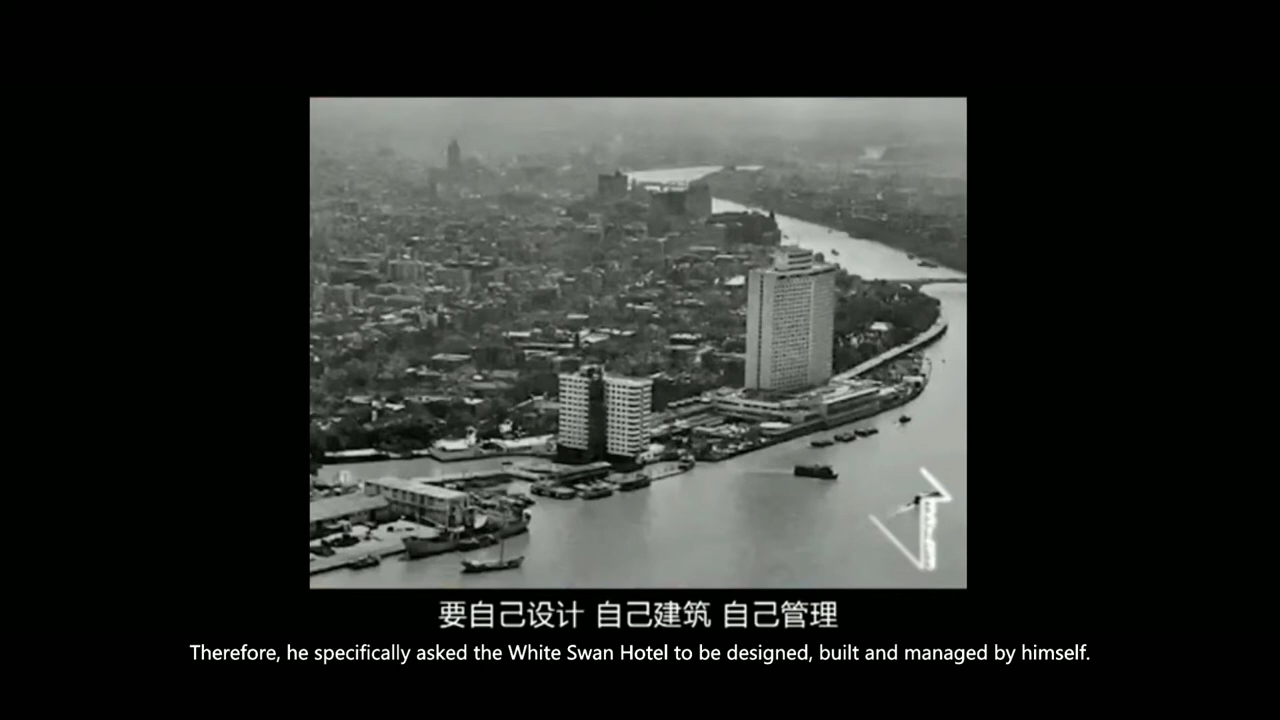 要自己设计 自己建筑 自己管理
Therefore, he specifically asked the White Swan Hotel to be designed, built and managed by himself.